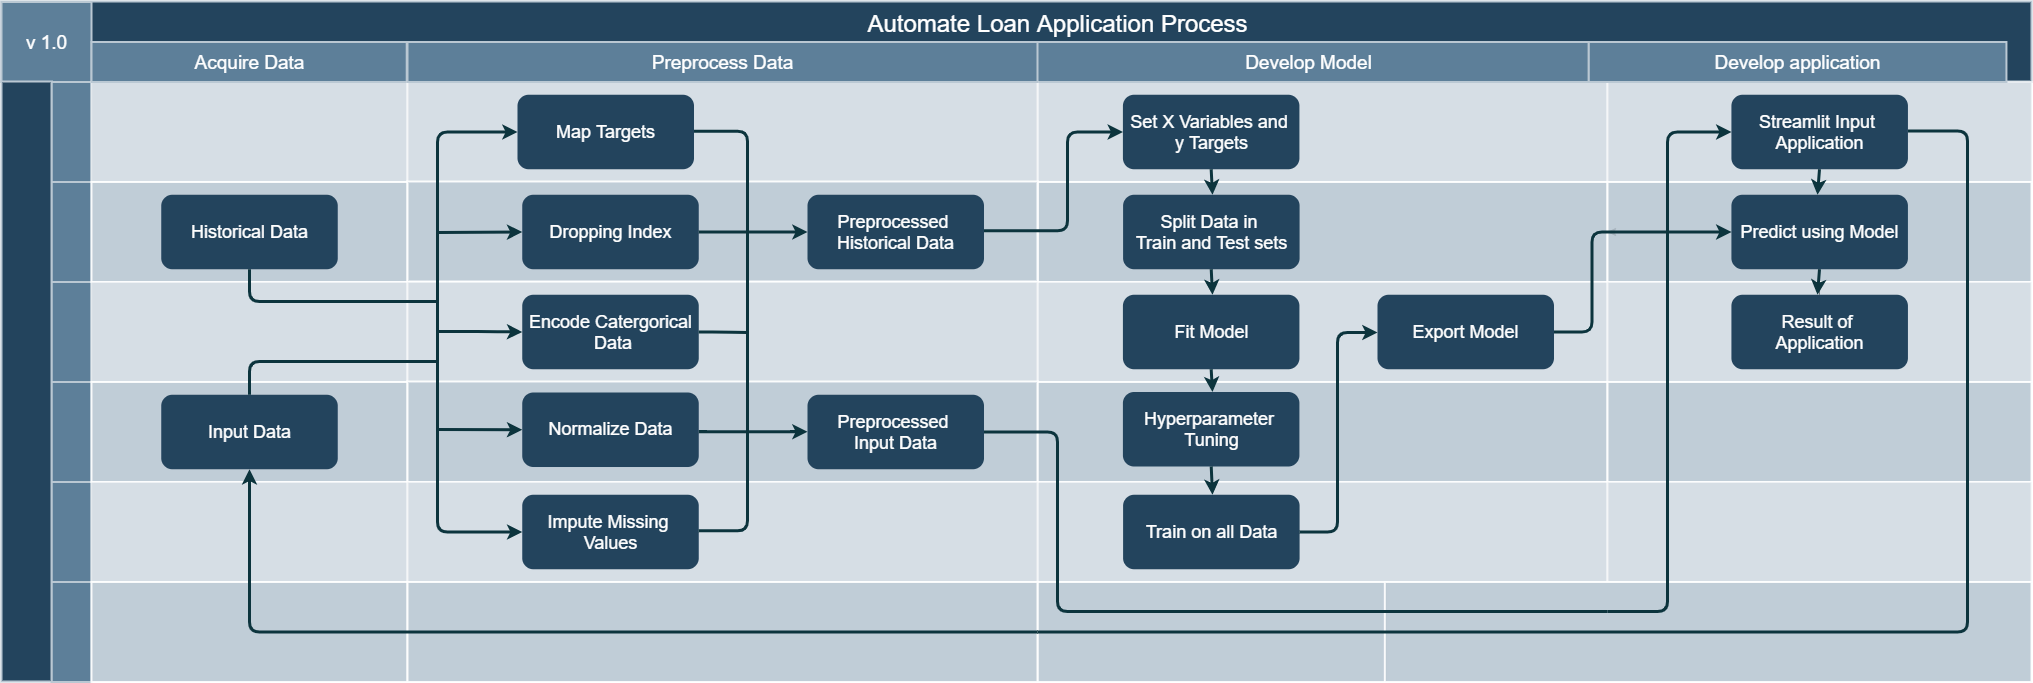 Automate Loan Application Process
v 1.0
Acquire Data
Preprocess Data
Develop Model
Develop application
Map Targets
Set X Variables and
y Targets
Streamlit Input
Application
Historical Data
Dropping Index
Preprocessed
Historical Data
Split Data in
Train and Test sets
Predict using Model
Encode Catergorical
Data
Fit Model
Export Model
Result of
Application
Input Data
Normalize Data
Preprocessed
Input Data
Hyperparameter
Tuning
Impute Missing
Values
Train on all Data